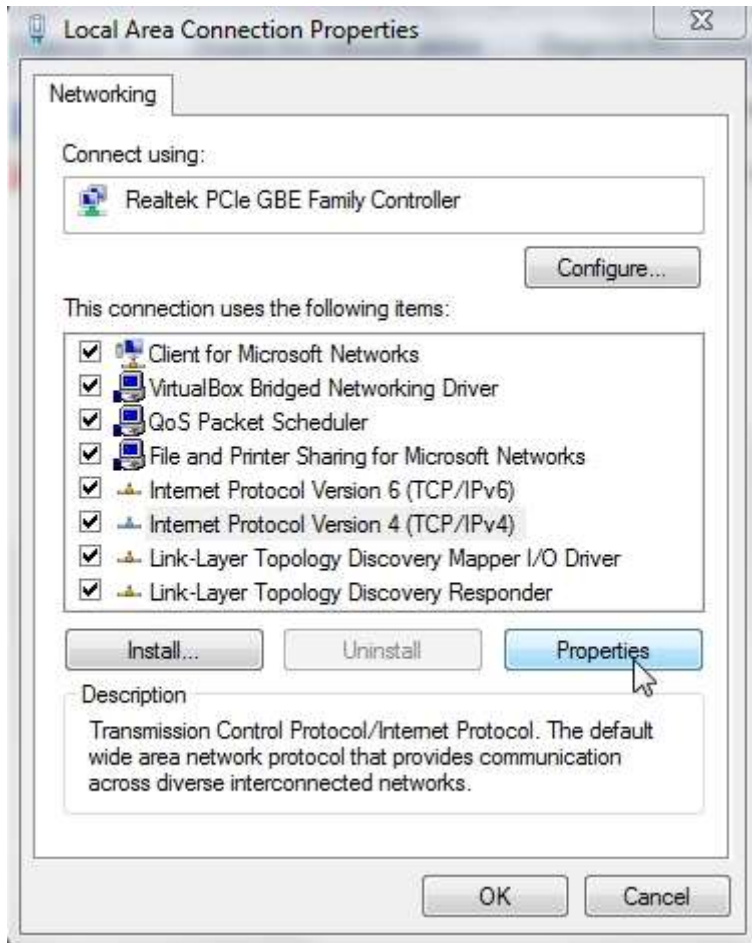 Local Area Connection Properties
Networking
Connect using:
Realtek PCIe GBE Family Controller
Configure...
This connection uses the following items:
Client for Microsoft Networks
VirtualBox Bridged Networking Driver
QoS Packet Scheduler
File and Printer Sharing for Microsoft Networks
Internet Protocol Version 6 (TCP/IPv6)
Internet Protocol Version 4 (TCP/IPv4)
Link-Layer Topology Discovery Mapper I/O Driver
Link-Layer Topology Discovery Responder
Install... Uninstall Properties
Description
Transmission Control Protocol/Internet Protocol. The default
wide area network protocol that provides communication
across diverse interconnected networks.
OK Cancel